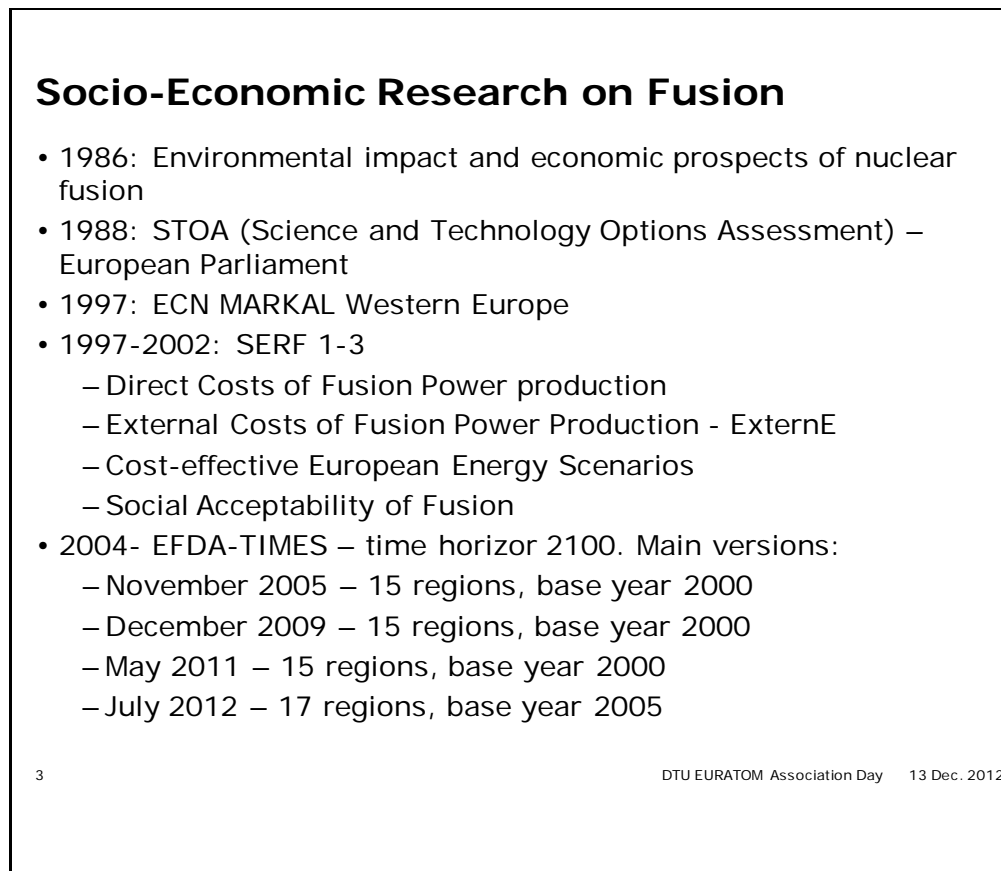 Socio-Economic Research on Fusion
• 1986: Environmental impact and economic prospects of nuclear
fusion
• 1988: STOA (Science and Technology Options Assessment) –
European Parliament
• 1997: ECN MARKAL Western Europe
• 1997-2002: SERF 1-3
– Direct Costs of Fusion Power production
– External Costs of Fusion Power Production - ExternE
– Cost-effective European Energy Scenarios
– Social Acceptability of Fusion
• 2004- EFDA-TIMES – time horizor 2100. Main versions:
– November 2005 – 15 regions, base year 2000
– December 2009 – 15 regions, base year 2000
– May 2011 – 15 regions, base year 2000
– July 2012 – 17 regions, base year 2005
3 DTU EURATOM Association Day 13 Dec. 2012